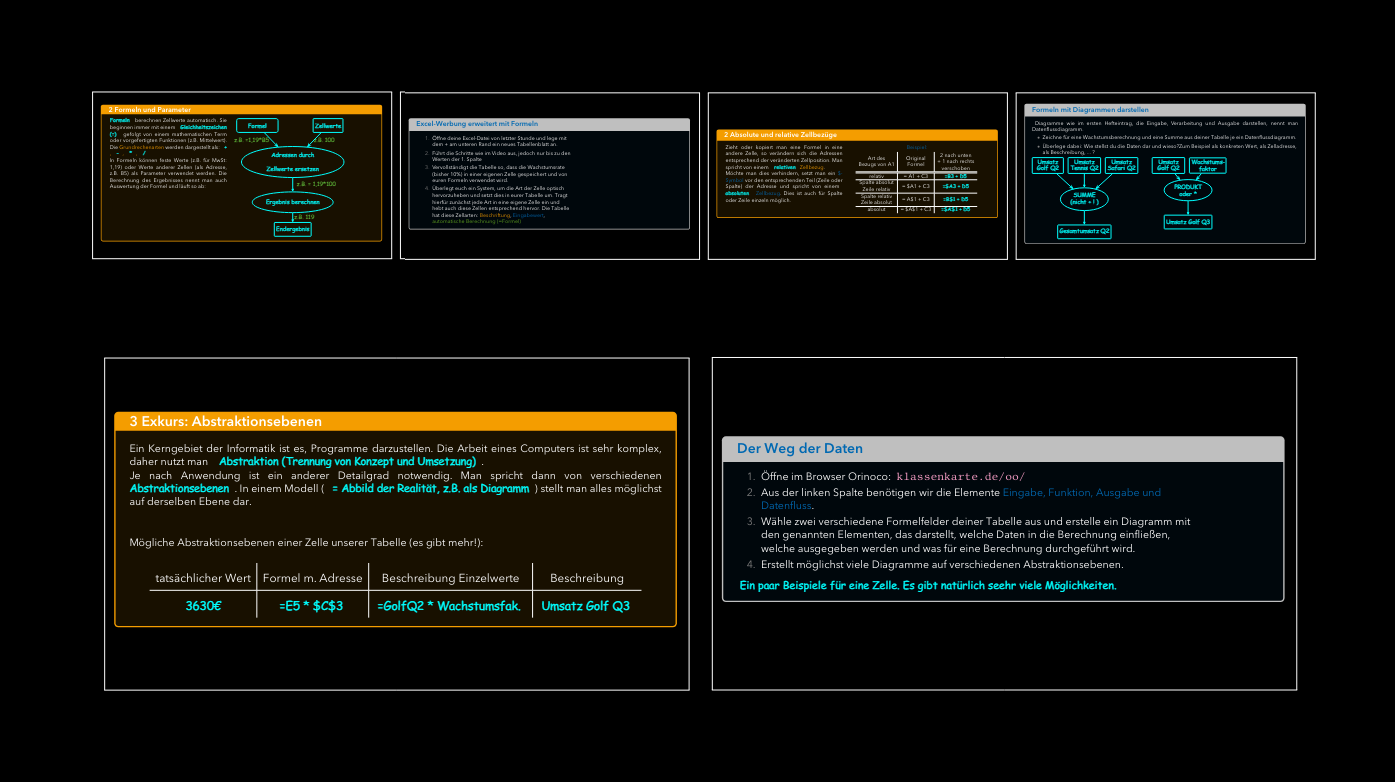 2 Formeln und Parameter
Formeln berechnen Zellwerte automatisch. Sie
beginnen immer mit einem Gleichheitszeichen
(=) gefolgt von einem mathematischen Term
oder vorgefertigten Funktionen (z.B. Mittelwert).
Die Grundrechenarten werden dargestellt als: +
- * /
In Formeln können feste Werte (z.B. für MwSt:
1,19) oder Werte anderer Zellen (als Adresse,
z.B. B5) als Parameter verwendet werden. Die
Berechnung des Ergebnisses nennt man auch
Auswertung der Formel und läuft so ab:
Formel
Zellwerte
z.B. =1,19*B5
z.B. 100
Adressen durch
Zellwerte ersetzen
z.B. = 1,19*100
Ergebnis berechnen
z.B. 119
Endergebnis
Excel-Werbung erweitert mit Formeln
1. Öffne deine Excel-Datei von letzter Stunde und lege mit
dem + am unteren Rand ein neues Tabellenblatt an.
2. Führt die Schritte wie im Video aus, jedoch nur bis zu den
Werten der 1. Spalte
3. Vervollständigt die Tabelle so, dass die Wachstumsrate
(bisher 10%) in einer eigenen Zelle gespeichert und von
euren Formeln verwendet wird.
4. Überlegt euch ein System, um die Art der Zelle optisch
hervorzuheben und setzt dies in eurer Tabelle um. Tragt
hierfür zunächst jede Art in eine eigene Zelle ein und
hebt auch diese Zellen entsprechend hervor. Die Tabelle
hat diese Zellarten: Beschriftung, Eingabewert,
automatische Berechnung (=Formel)
2 Absolute und relative Zellbezüge
Zieht oder kopiert man eine Formel in eine
andere Zelle, so verändern sich die Adressen
entsprechend der veränderten Zellposition. Man
spricht von einem relativen Zellbezug.
Möchte man dies verhindern, setzt man ein $-
Symbol vor den entsprechenden Teil (Zeile oder
Spalte) der Adresse und spricht von einem
absoluten Zellbezug. Dies ist auch für Spalte
oder Zeile einzeln möglich.
Beispiel
Art des
Bezugs von A1
Original
Formel
2 nach unten
+ 1 nach rechts
verschoben
relativ
= A1 + C3
=B3 + D5
Spalte absolut
Zeile relativ
= $A1 + C3
=$A3 + D5
Spalte relativ
Zeile absolut
= A$1 + C3
=B$1 + D5
absolut
= $A$1 + C3
=$A$1 + D5
Formeln mit Diagrammen darstellen
Diagramme wie im ersten Hefteintrag, die Eingabe, Verarbeitung und Ausgabe darstellen, nennt man
Datenflussdiagramm.
+ Zeichne für eine Wachstumsberechnung und eine Summe aus deiner Tabelle je ein Datenflussdiagramm.
+ Überlege dabei: Wie stellst du die Daten dar und wieso?Zum Beispiel als konkreten Wert, als Zelladresse,
als Beschreibung, … ?
Umsatz
Golf Q2
Umsatz
Tennis Q2
Umsatz
Safari Q2
Umsatz
Golf Q2
Wachstums-
faktor
SUMME
(nicht + ! )
PRODUKT
oder *
Gesamtumsatz Q2
Umsatz Golf Q3
3 Exkurs: Abstraktionsebenen
Ein Kerngebiet der Informatik ist es, Programme darzustellen. Die Arbeit eines Computers ist sehr komplex,
daher nutzt man Abstraktion (Trennung von Konzept und Umsetzung) .
Je nach Anwendung ist ein anderer Detailgrad notwendig. Man spricht dann von verschiedenen
Abstraktionsebenen . In einem Modell ( = Abbild der Realität, z.B. als Diagramm ) stellt man alles möglichst
auf derselben Ebene dar.
Mögliche Abstraktionsebenen einer Zelle unserer Tabelle (es gibt mehr!):
tatsächlicher Wert Formel m. Adresse Beschreibung Einzelwerte Beschreibung
3630€ =E5 * $C$3 =GolfQ2 * Wachstumsfak. Umsatz Golf Q3
Der Weg der Daten
1. Öffne im Browser Orinoco: klassenkarte.de/oo/
2. Aus der linken Spalte benötigen wir die Elemente Eingabe, Funktion, Ausgabe und
Datenfluss.
3. Wähle zwei verschiedene Formelfelder deiner Tabelle aus und erstelle ein Diagramm mit
den genannten Elementen, das darstellt, welche Daten in die Berechnung einfließen,
welche ausgegeben werden und was für eine Berechnung durchgeführt wird.
4. Erstellt möglichst viele Diagramme auf verschiedenen Abstraktionsebenen.
Ein paar Beispiele für eine Zelle. Es gibt natürlich seehr viele Möglichkeiten.